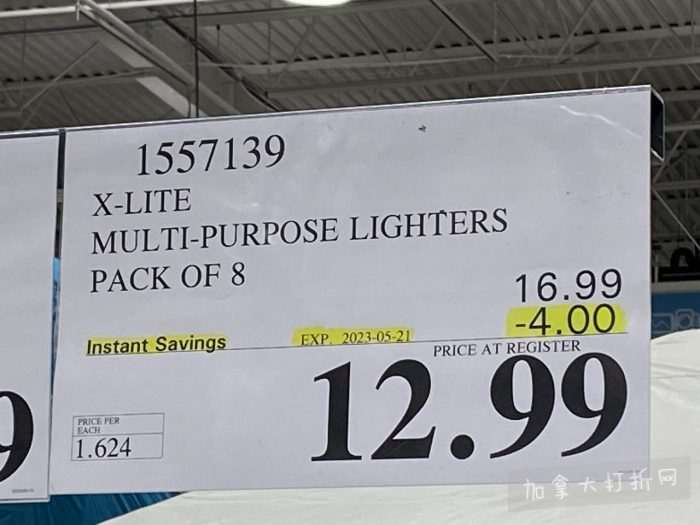 1557139
X-LITE
MULTI-PURPOSE LIGHTERS
PACK OF 8
16.99
-4.00
Instant Savings EXP. 2023-05-21
PRICE AT REGISTER
12.99
PRICE PER
EACH
1.624
9
加拿大打折网